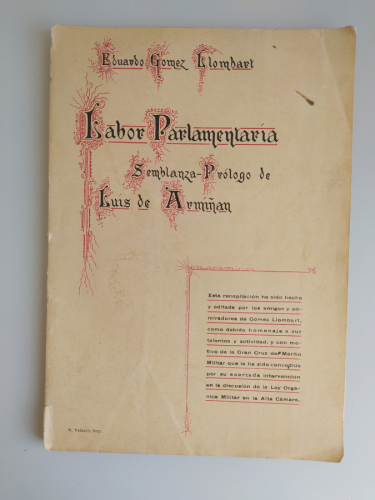 Eduardo Gomez Llombart
Labor Parlamentaria
Semblanza-Prólogo de
Luis de Armiñan
Esta recopilación ha sido hecha
y editada por los amigos y ad-
miradores de Gómez Llombart,
como debido homenaje a sus
talentos y actividad, y con mo-
tivo de la Gran Cruz del Mérito
Militar que le ha sido concedida
por su acertada intervención
en la discusión de la Ley Orgá-
nica Militar en la Alta Cámara.